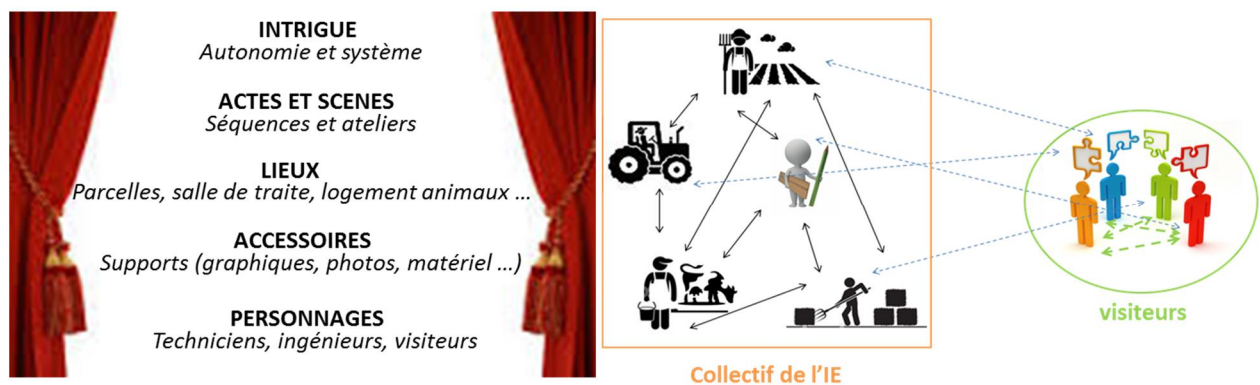 INTRIGUE
Autonomie et système
ACTES ET SCENES
Séquences et ateliers
LIEUX
Parcelles, salle de traite, logement animaux ...
ACCESSOIRES
Supports (graphiques, photos, matériel ...)
PERSONNAGES
Techniciens, ingénieurs, visiteurs
Collectif de l'IE
visiteurs